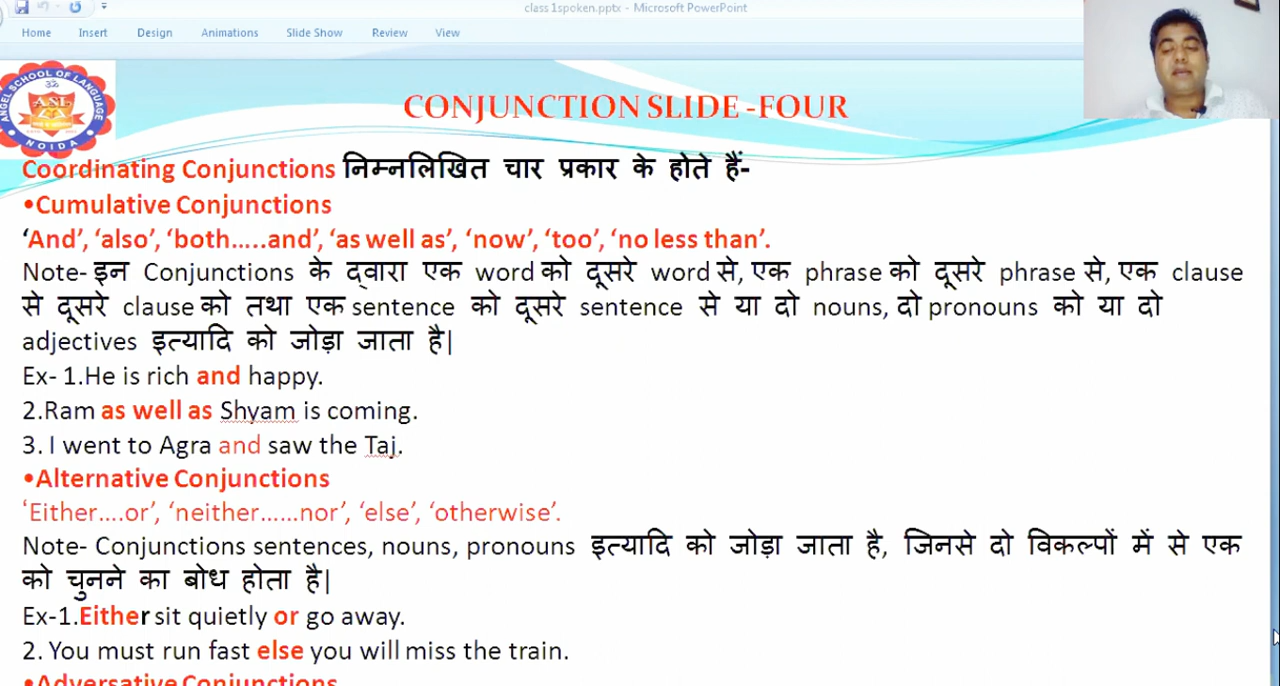 class 1spoken.pptx - Microsoft PowerPoint
Home Insert Design Animations Slide Show Review View
ANGEL SCHOOL OF LANGUAGE
ॐ
ASL
NOIDA
CONJUNCTION SLIDE -FOUR
Coordinating Conjunctions निम्नलिखित चार प्रकार के होते हैं-
•Cumulative Conjunctions
‘And’, ‘also’, ‘both…..and’, ‘as well as’, ‘now’, ‘too’, ‘no less than’.
Note- इन Conjunctions के द्वारा एक word को दूसरे word से, एक phrase को दूसरे phrase से, एक clause
से दूसरे clause को तथा एक sentence को दूसरे sentence से या दो nouns, दो pronouns को या दो
adjectives इत्यादि को जोड़ा जाता है|
Ex- 1.He is rich and happy.
2.Ram as well as Shyam is coming.
3. I went to Agra and saw the Taj.
•Alternative Conjunctions
‘Either….or’, ‘neither……nor’, ‘else’, ‘otherwise’.
Note- Conjunctions sentences, nouns, pronouns इत्यादि को जोड़ा जाता है, जिनसे दो विकल्पों में से एक
को चुनने का बोध होता है|
Ex-1.Either sit quietly or go away.
2. You must run fast else you will miss the train.
•Adversative Conjunctions